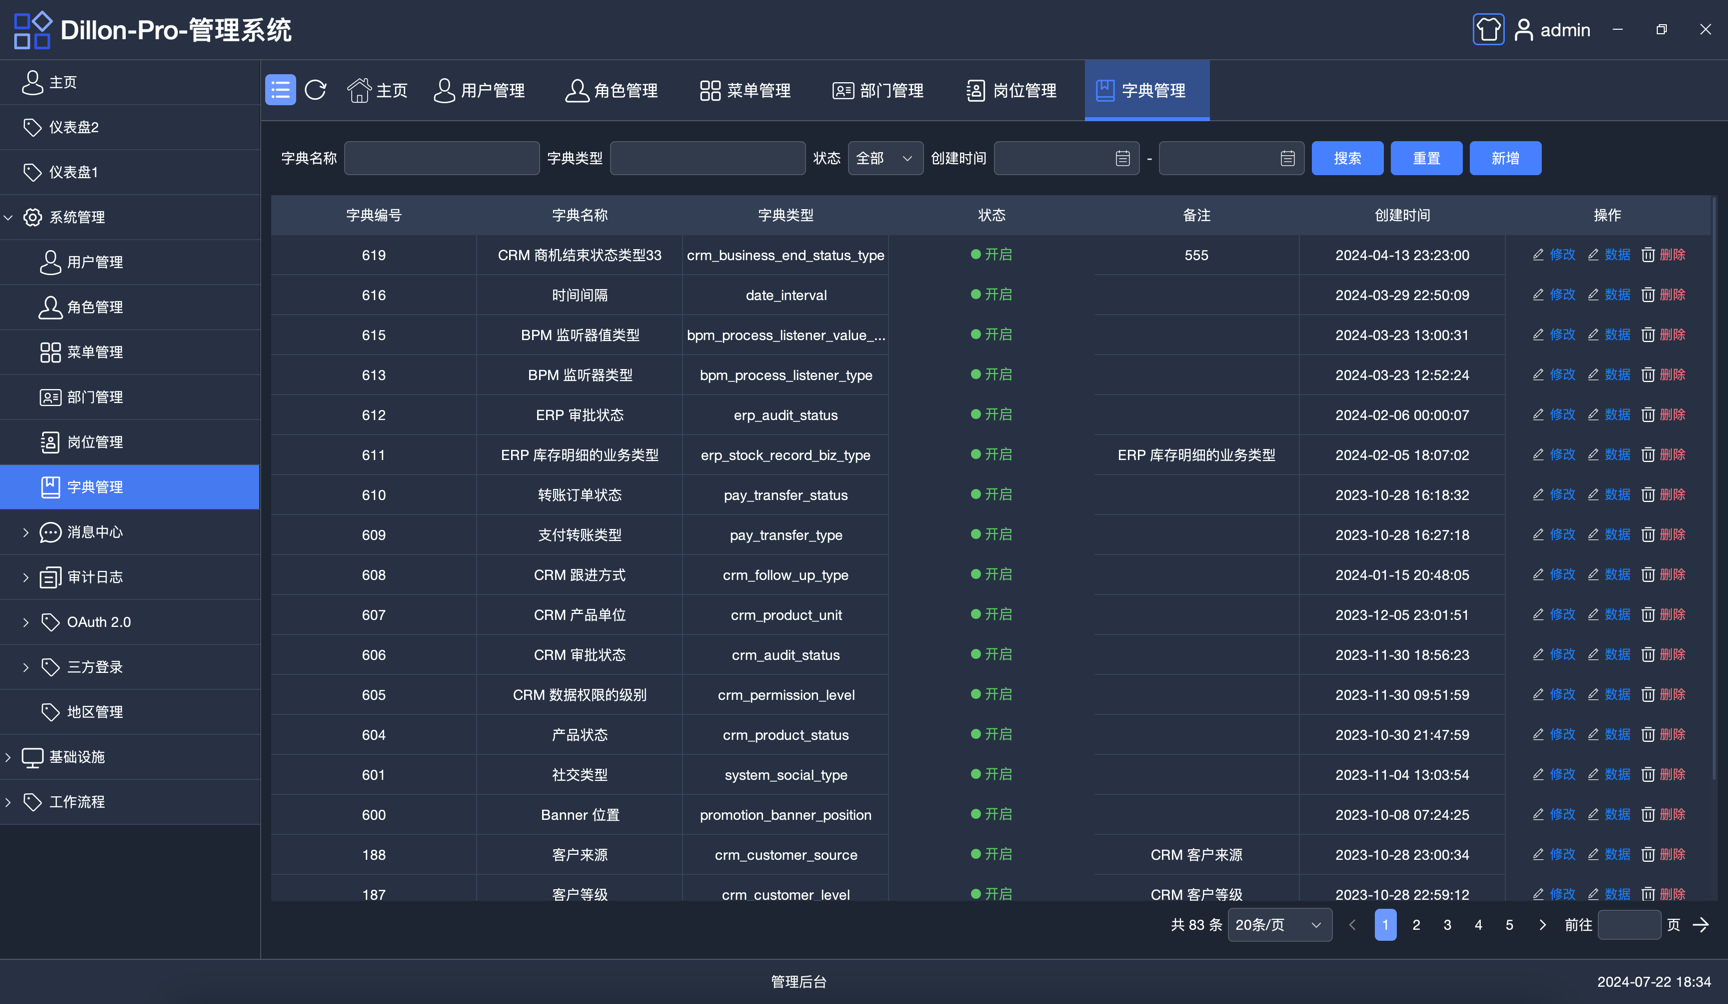 Dillon-Pro-管理系统
admin
主页
仪表盘2
仪表盘1
系统管理
用户管理
角色管理
菜单管理
部门管理
岗位管理
字典管理
消息中心
审计日志
OAuth 2.0
三方登录
地区管理
基础设施
工作流程
主页 用户管理 角色管理 菜单管理 部门管理 岗位管理 字典管理
字典名称 字典类型 状态 全部 创建时间 - 搜索 重置 新增
字典编号 字典名称 字典类型 状态 备注 创建时间 操作
619 CRM 商机结束状态类型33 crm_business_end_status_type 开启 555 2024-04-13 23:23:00 修改 数据 删除
616 时间间隔 date_interval 开启 2024-03-29 22:50:09 修改 数据 删除
615 BPM 监听器值类型 bpm_process_listener_value_... 开启 2024-03-23 13:00:31 修改 数据 删除
613 BPM 监听器类型 bpm_process_listener_type 开启 2024-03-23 12:52:24 修改 数据 删除
612 ERP 审批状态 erp_audit_status 开启 2024-02-06 00:00:07 修改 数据 删除
611 ERP 库存明细的业务类型 erp_stock_record_biz_type 开启 ERP 库存明细的业务类型 2024-02-05 18:07:02 修改 数据 删除
610 转账订单状态 pay_transfer_status 开启 2023-10-28 16:18:32 修改 数据 删除
609 支付转账类型 pay_transfer_type 开启 2023-10-28 16:27:18 修改 数据 删除
608 CRM 跟进方式 crm_follow_up_type 开启 2024-01-15 20:48:05 修改 数据 删除
607 CRM 产品单位 crm_product_unit 开启 2023-12-05 23:01:51 修改 数据 删除
606 CRM 审批状态 crm_audit_status 开启 2023-11-30 18:56:23 修改 数据 删除
605 CRM 数据权限的级别 crm_permission_level 开启 2023-11-30 09:51:59 修改 数据 删除
604 产品状态 crm_product_status 开启 2023-10-30 21:47:59 修改 数据 删除
601 社交类型 system_social_type 开启 2023-11-04 13:03:54 修改 数据 删除
600 Banner 位置 promotion_banner_position 开启 2023-10-08 07:24:25 修改 数据 删除
188 客户来源 crm_customer_source 开启 CRM 客户来源 2023-10-28 23:00:34 修改 数据 删除
187 客户等级 crm_customer_level 开启 CRM 客户等级 2023-10-28 22:59:12 修改 数据 删除
共 83 条 20条/页 1 2 3 4 5 前往 页
管理后台
2024-07-22 18:34